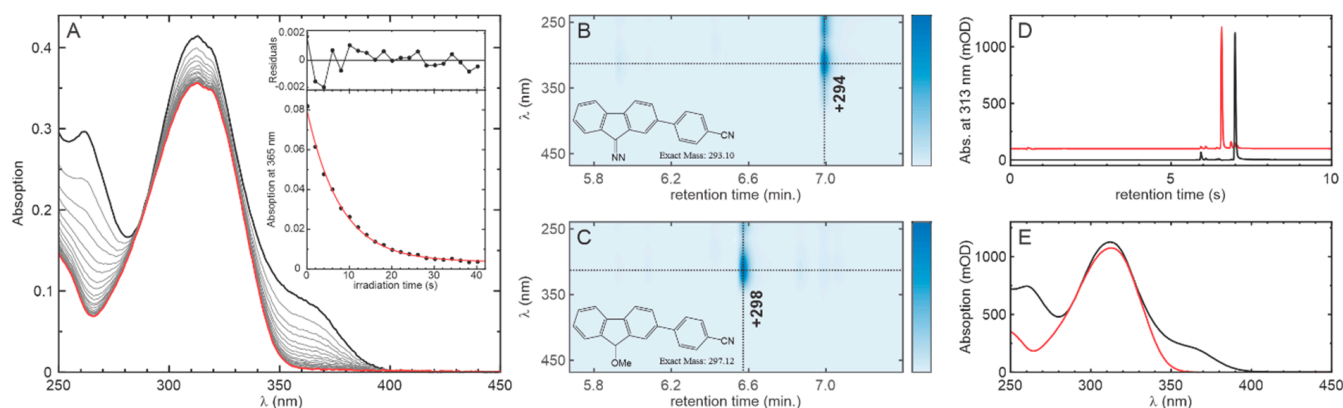 A
0.4
0.3
0.2
0.1
0
Absoption
250
300
350
400
450
λ (nm)
0.002
0
-0.002
Residuals
0.08
0.06
0.04
0.02
0
Absoption at 365 nm
0
10
20
30
40
irradiation time (s)
B
250
350
450
λ (nm)
+294
NN
CN
Exact Mass: 293.10
5.8
6.2
6.6
7.0
retention time (min.)
C
250
350
450
λ (nm)
+298
OMe
CN
Exact Mass: 297.12
5.8
6.2
6.6
7.0
retention time (min.)
D
1000
500
0
Abs. at 313 nm (mOD)
0
5
10
retention time (s)
E
1000
750
500
250
0
Absoption (mOD)
250
300
350
400
450
λ (nm)